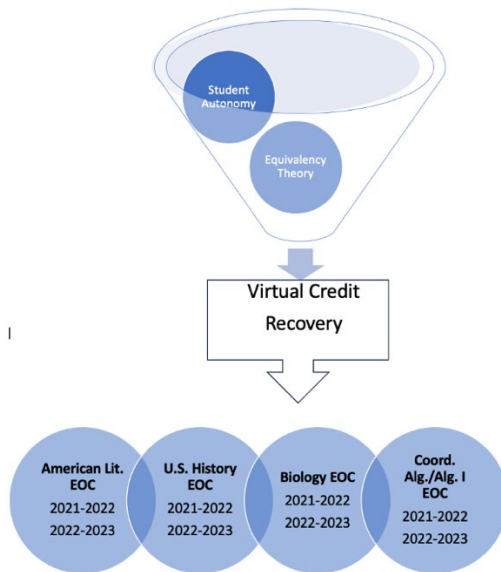 Student
Autonomy
Equivalency
Theory
Virtual Credit
Recovery
l
American Lit.
EOC
2021-2022
2022-2023
U.S. History
EOC
2021-2022
2022-2023
Biology EOC
2021-2022
2022-2023
Coord.
Alg./Alg. I
EOC
2021-2022
2022-2023